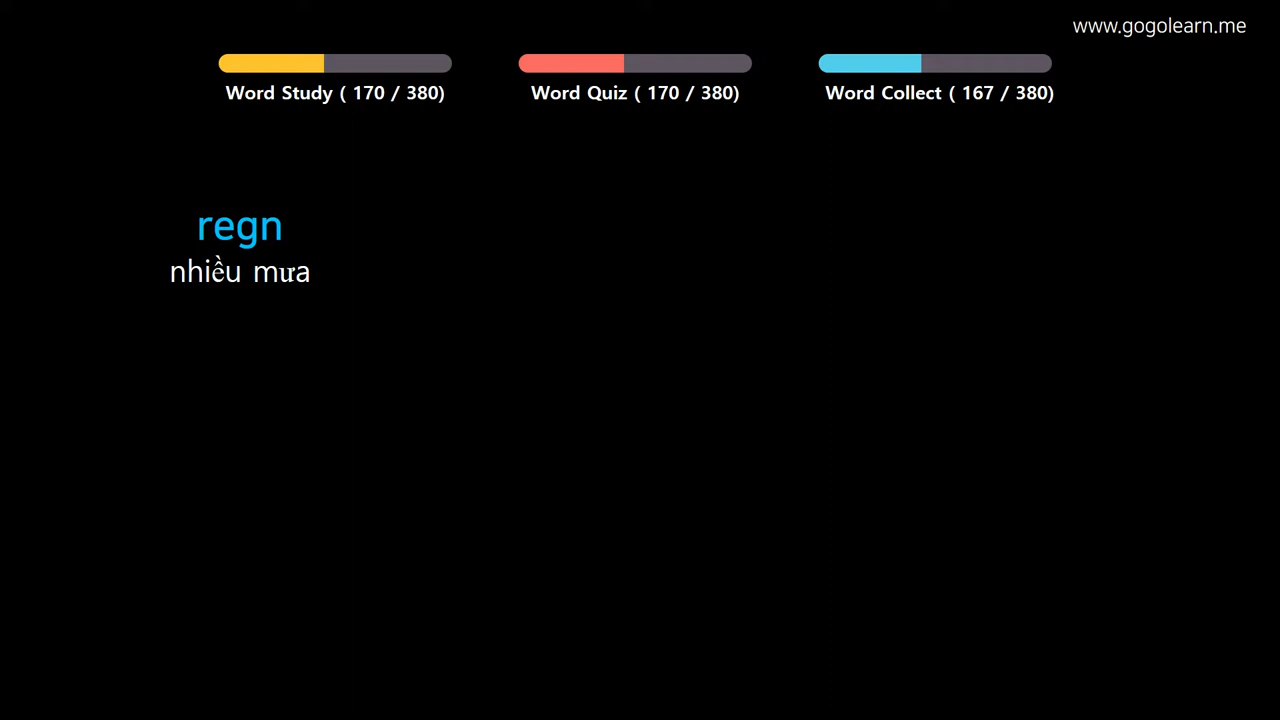 www.gogolearn.me
Word Study ( 170 / 380)
Word Quiz ( 170 / 380)
Word Collect ( 167 / 380)
regn
nhiều mưa